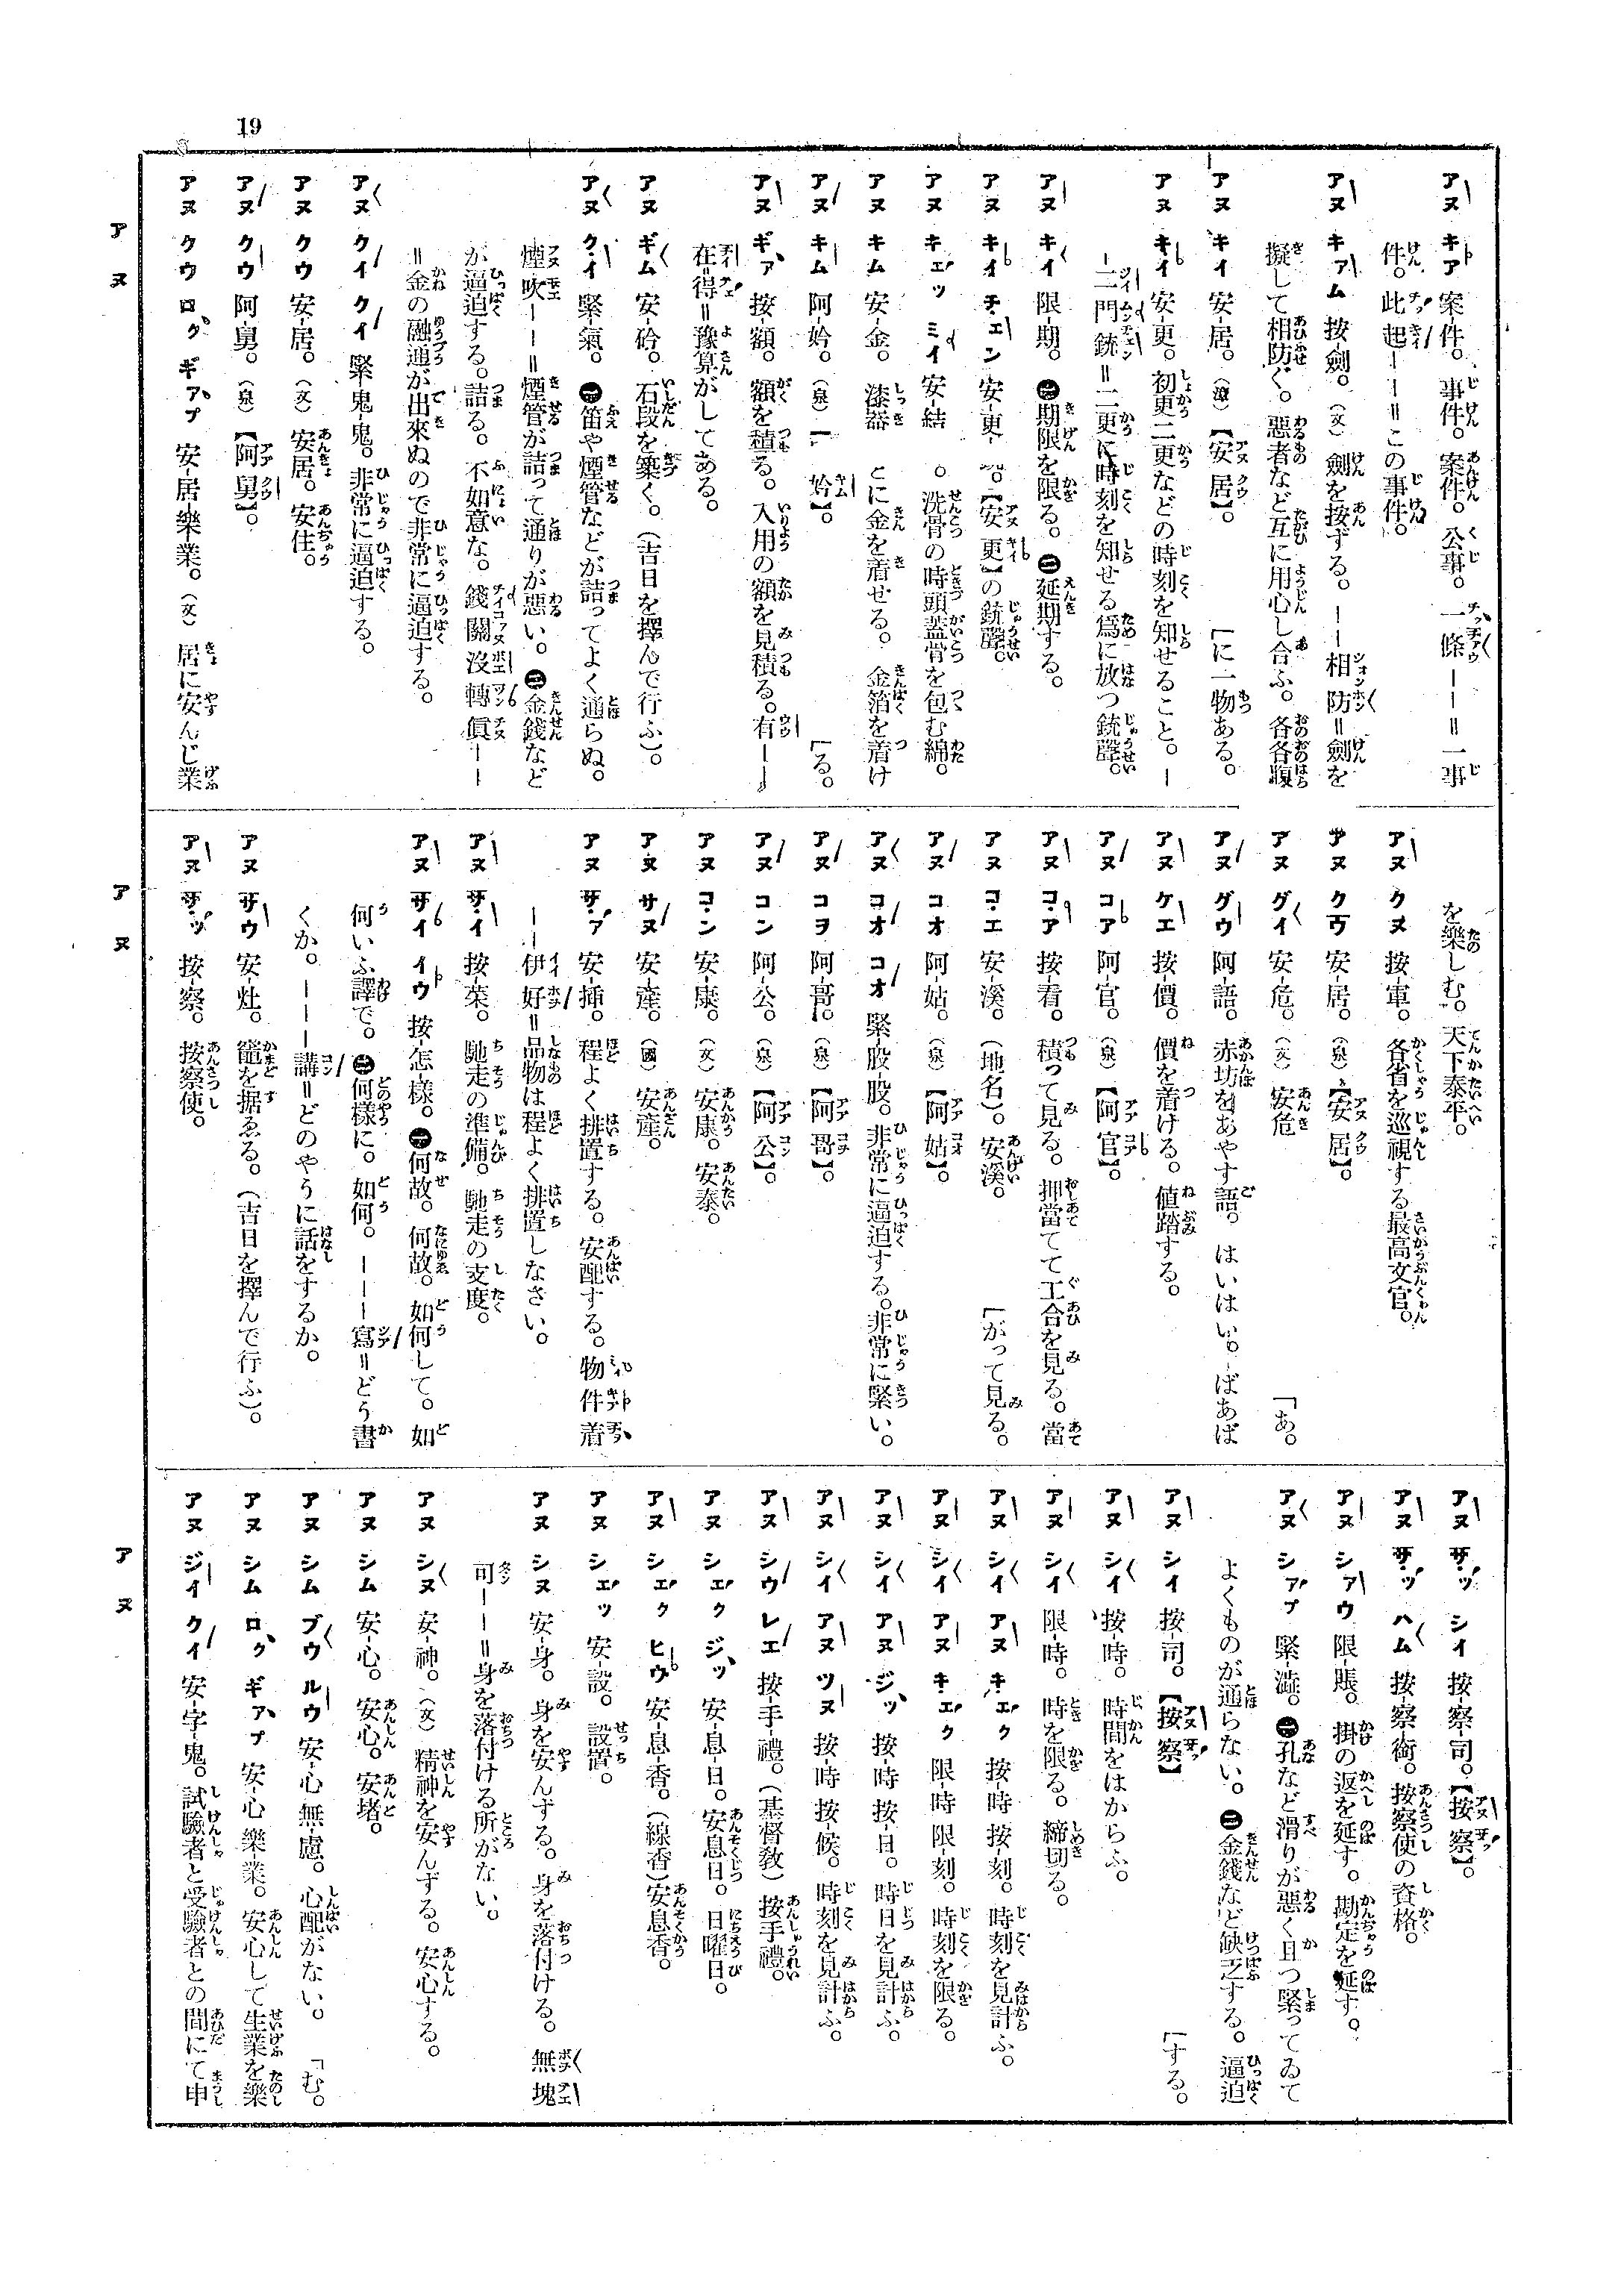 19
アヌ キア 案-件。事件。案件。公事。一條――＝一事
件。此起――＝この事件。
アヌ キアム 按-劍。（文）劍を按ずる。――相防＝劍を
擬して相防ぐ。惡者など互に用心し合ふ。各各腹
アヌ キイ 安-居。（漳）【安居】。 ［に一物ある。
アヌ キイ 安-更。初更二更などの時刻を知せること。―
―二門銃＝二更に時刻を知せる爲に放つ銃聲。
アヌ キイ 限-期。㊀期限を限る。㊁延期する。
アヌ キイ チェン 安-更 。【安更】の銃聲。
アヌ キェッ ミイ 安-結 。洗骨の時頭蓋骨を包む綿。
アヌ キム 安-金。漆器 とに金を着せる。金箔を着け
アヌ キム 阿-妗。（泉）【 妗】。 ［る。
アヌ ギァ 按-額。額を積る。入用の額を見積る。有――
在＝得＝豫算がしてある。
アヌ ギム 安-砛。石段を築く。（吉日を擇んで行ふ）。
アヌ クイ 緊-氣。㊀笛や煙管などが詰ってよく通らぬ。
煙吹――＝煙管が詰って通りが惡い。㊁金錢など
が逼迫する。詰る。不如意な。錢關沒轉眞――
＝金の融通が出來ぬので非常に逼迫する。
アヌ クイ クイ 緊-鬼-鬼。非常に逼迫する。
アヌ クウ 安-居。（文）安居。安住。
アヌ クウ 阿-舅。（泉）【阿舅】。
アヌ クウ ロク ギアプ 安-居-樂-業。（文）居に安んじ業
を樂しむ。天下泰平。
アヌ クヌ 按-軍。各省を巡視する最高文官。
アヌ クウ 安-居。（泉）【安居】。
アヌ グイ 安-危。（文）安危 「あ。
アヌ グウ 阿-語。赤坊をあやす語。はいはい。ばあば
アヌ ケエ 按-價。價を着ける。値踏する。
アヌ コア 阿-官。（泉）【阿官】。
アヌ コア 按-看。積って見る。押當てて工合を見る。當
アヌ コエ 安-溪。（地名）。安溪。 ［がって見る。
アヌ コオ 阿-姑。（泉）【阿姑】。
アヌ コオ コオ 緊-股-股。非常に逼迫する。非常に緊い。
アヌ コヲ 阿-哥。（泉）【阿哥】。
アヌ コン 阿-公。（泉）【阿公】。
アヌ コン 安-康。（文）安康。安泰。
アヌ サヌ 安-產。（國）安產。
アヌ サァ 安-揷。程よく排置する。安配する。物件着
――伊好＝品物は程よく排置しなさい。
アヌ サイ 按-菜。馳走の準備。馳走の支度。
アヌ サイ イウ 按-怎-樣。㊀何故。何故。如何して。如
何いふ譯で。㊁何樣に。如何。―――寫＝どう書
くか。―――講＝どのやうに話をするか。
アヌ サウ 安-灶。竈を据ゑる。（吉日を擇んで行ふ）。
アヌ サッ 按-察。按察使。
アヌ サッ シイ 按-察-司。【按察】。
アヌ サッ ハム 按-察-銜。按察使の資格。
アヌ シァウ 限-賬。掛の返を延す。勘定を延す。
アヌ シァプ 緊-澁。㊀孔など滑りが惡く且つ緊ってゐて
よくものが通らない。㊁金錢など缺乏する。逼迫
アヌ シイ 按-司。【按察】 ［する。
アヌ シイ 按-時。時間をはからふ。
アヌ シイ 限-時。時を限る。締切る。
アヌ シイ アヌ キェク 按-時 按-刻。時刻を見計ふ。
アヌ シイ アヌ キェク 限-時 限-刻。時刻を限る。
アヌ シイ アヌ ジッ 按-時 按-日。時日を見計ふ。
アヌ シイ アヌ ツヌ 按-時 按-候。時刻を見計ふ。
アヌ シウ レエ 按-手-禮。（基督敎）按手禮。
アヌ シェク ジッ 安-息-日。安息日。日曜日。
アヌ シェク ヒウ 安-息-香。（線香）安息香。
アヌ シェッ 安-設。設置。
アヌ シヌ 安-身。身を安んずる。身を落付ける。無塊
可――＝身を落付ける所がない。
アヌ シヌ 安-神。（文）精神を安んずる。安心する。
アヌ シム 安-心。安心。安堵。
アヌ シム ブウ ルウ 安-心 無-慮。心配がない。 「む。
アヌ シム ロク ギアプ 安-心 樂-業。安心して生業を樂
アヌ ジイ クイ 安-字-鬼。試驗者と受驗者との間にて申
ア ヌ
ア ヌ
ア ヌ